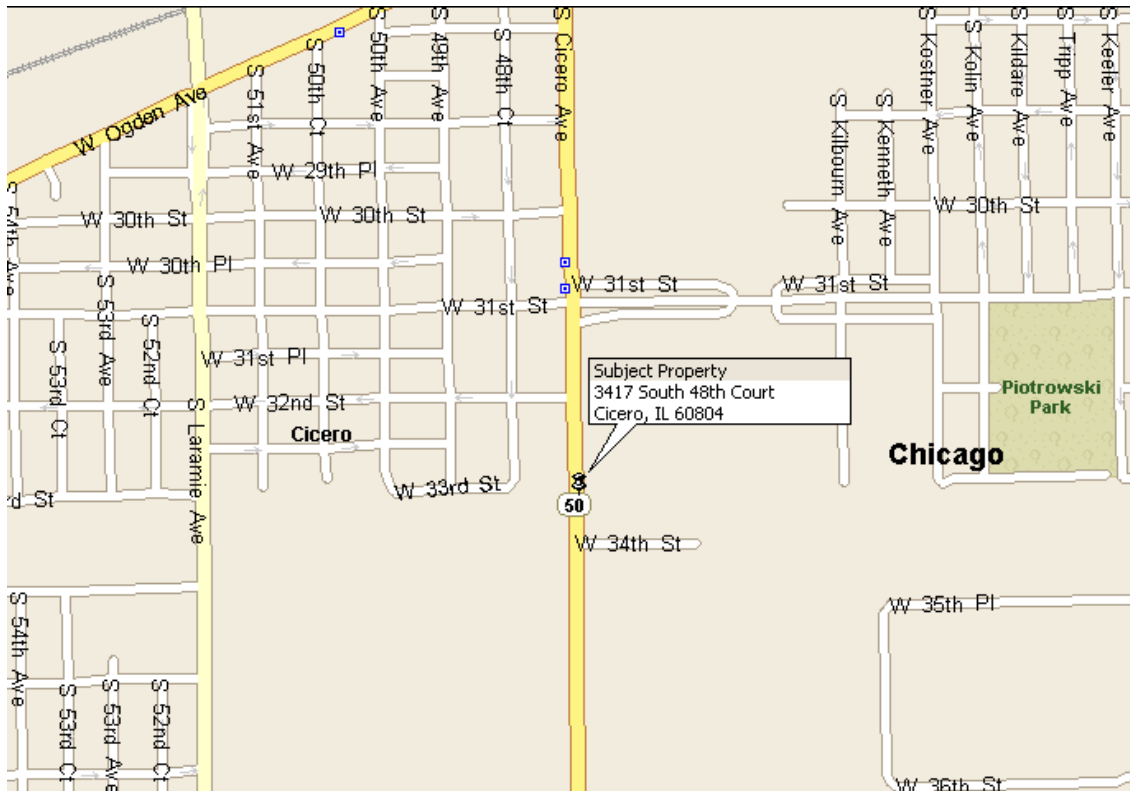 S 50th Ct
S 50th Ave
S 49th Ave
S 48th Ct
S Cicero Ave
S Kostner Ave
S Kolin Ave
S Kildare Ave
S Tripp Ave
S Keeler Ave
W Ogden Ave
S 51st Ave
S Kilbourn Ave
S Kenneth Ave
W 29th Pl
S 54th Ave
W 30th St
W 30th St
W 30th St
W 30th Pl
S 53rd Ave
W 31st St
W 31st St
W 31st St
S 53rd Ct
S 52nd Ct
W 31st Pl
Subject Property
3417 South 48th Court
Cicero, IL 60804
Piotrowski
Park
W 32nd St
S Laramie Ave
Cicero
Chicago
W 33rd St
rd St
50
W 34th St
W 35th Pl
S 54th Ave
S 53rd Ct
S 53rd Ave
S 52nd Ct
W 36th St